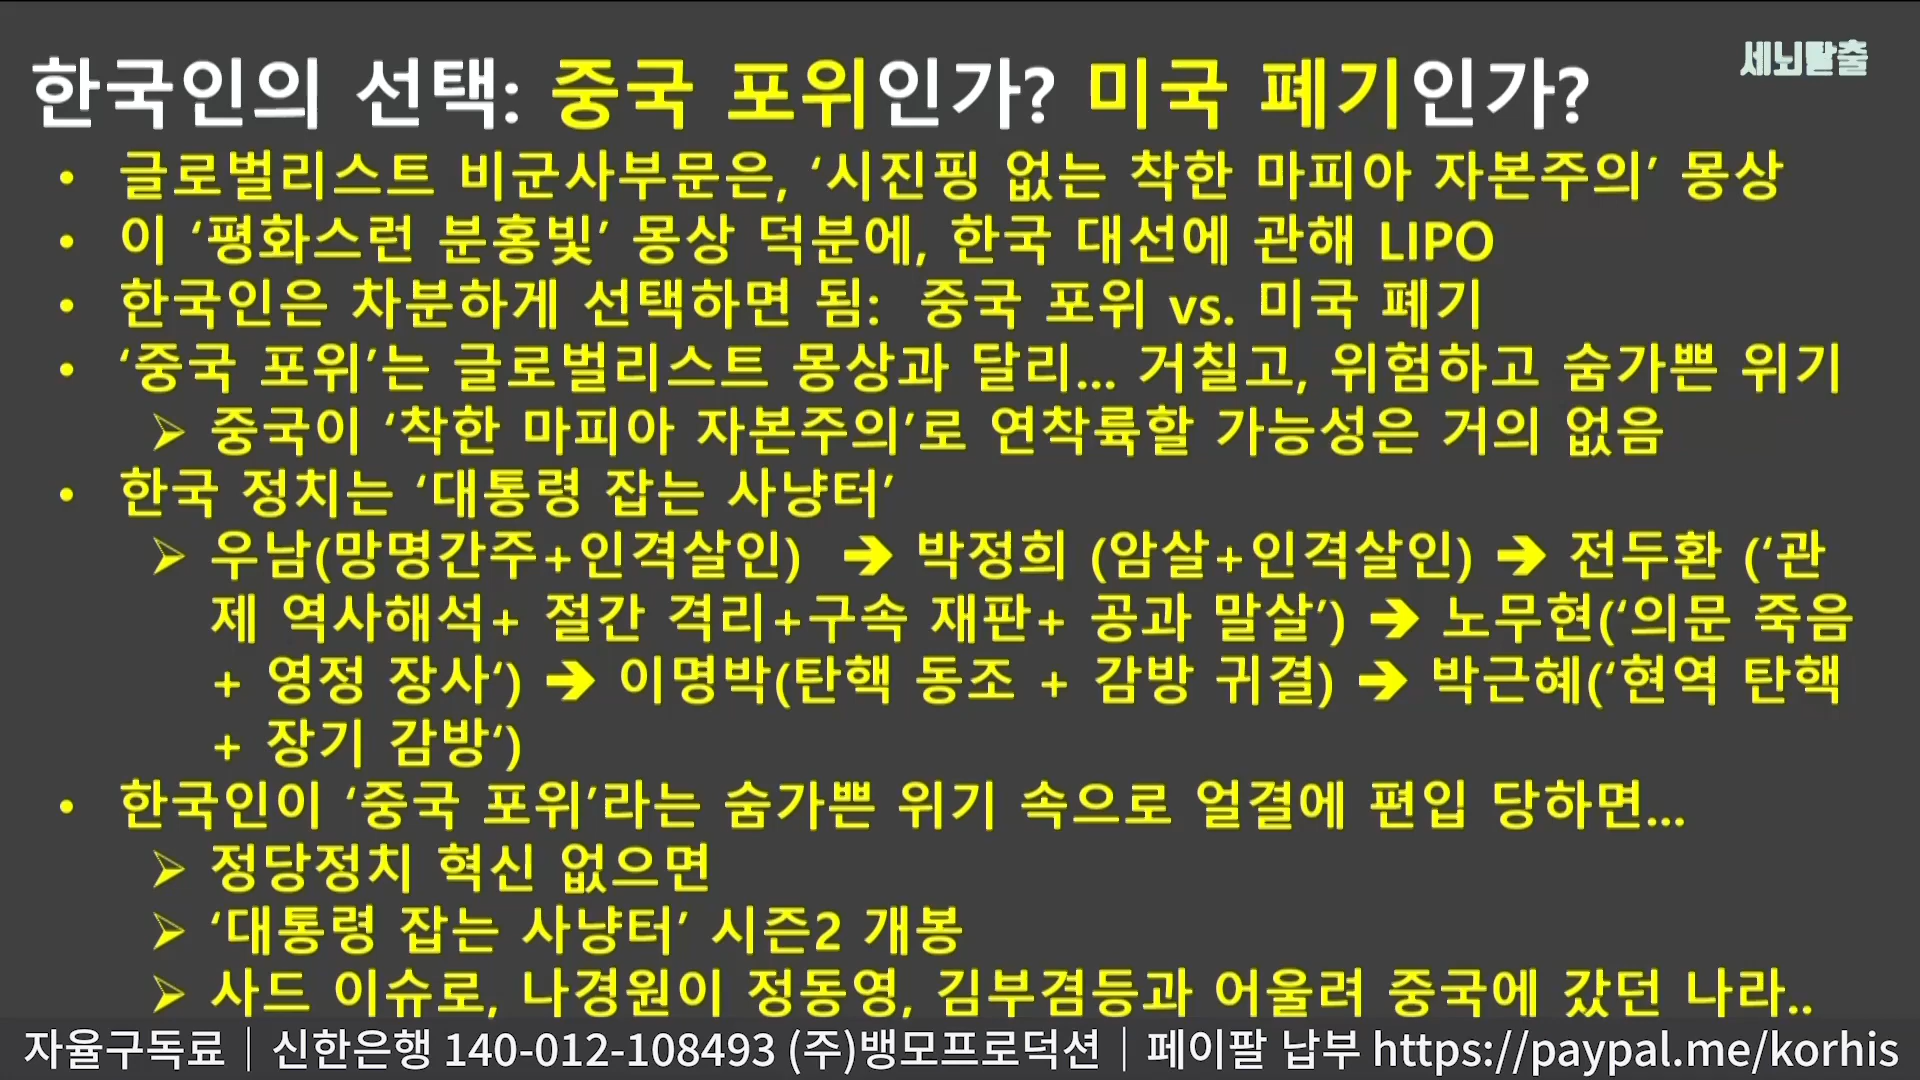 세뇌탈출
한국인의 선택: 중국 포위인가? 미국 폐기인가?
• 글로벌리스트 비군사부문은, ‘시진핑 없는 착한 마피아 자본주의’ 몽상
• 이 ‘평화스런 분홍빛’ 몽상 덕분에, 한국 대선에 관해 LIPO
• 한국인은 차분하게 선택하면 됨: 중국 포위 vs. 미국 폐기
• ‘중국 포위’는 글로벌리스트 몽상과 달리... 거칠고, 위험하고 숨가쁜 위기
➢ 중국이 ‘착한 마피아 자본주의’로 연착륙할 가능성은 거의 없음
• 한국 정치는 ‘대통령 잡는 사냥터’
➢ 우남(망명간주+인격살인) ➔ 박정희 (암살+인격살인) ➔ 전두환 (‘관
제 역사해석+ 절간 격리+구속 재판+ 공과 말살’) ➔ 노무현(‘의문 죽음
+ 영정 장사‘) ➔ 이명박(탄핵 동조 + 감방 귀결) ➔ 박근혜(‘현역 탄핵
+ 장기 감방‘)
• 한국인이 ‘중국 포위’라는 숨가쁜 위기 속으로 얼결에 편입 당하면...
➢ 정당정치 혁신 없으면
➢ ‘대통령 잡는 사냥터’ 시즌2 개봉
➢ 사드 이슈로, 나경원이 정동영, 김부겸등과 어울려 중국에 갔던 나라..
자율구독료│신한은행 140-012-108493 (주)뱅모프로덕션│페이팔 납부 https://paypal.me/korhis